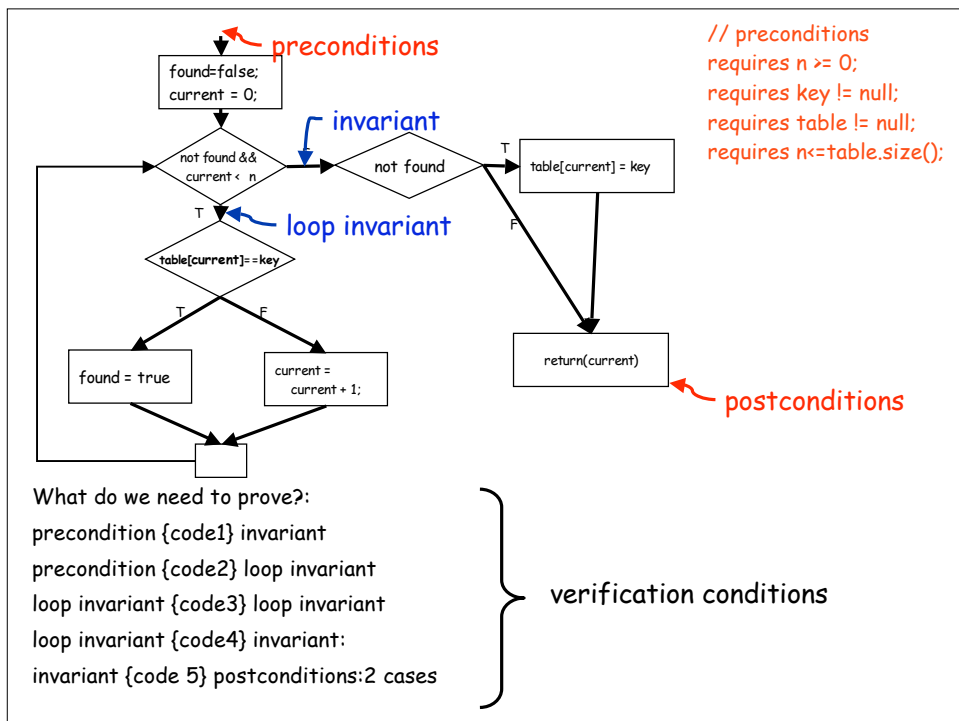 preconditions
// preconditions
requires n >= 0;
requires key != null;
requires table != null;
requires n<=table.size();
found=false;
current = 0;
invariant
not found &&
current < n
not found
T
table[current] = key
T
loop invariant
F
table[current]==key
T
F
found = true
current =
current + 1;
return(current)
postconditions
What do we need to prove?:
precondition {code1} invariant
precondition {code2} loop invariant
loop invariant {code3} loop invariant
loop invariant {code4} invariant:
invariant {code 5} postconditions:2 cases
verification conditions